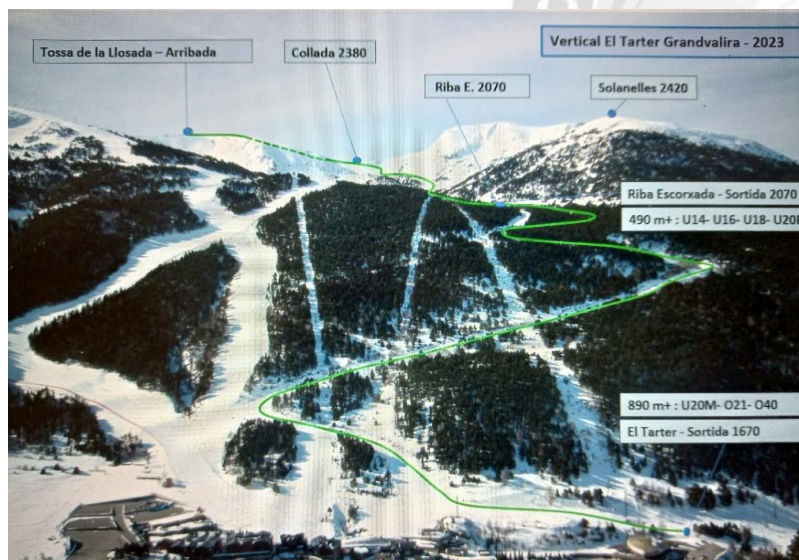 Vertical El Tarter Grandvalira - 2023
Tossa de la Llosada – Arribada
Collada 2380
Riba E. 2070
Solanelles 2420
Riba Escorxada - Sortida 2070
490 m+ : U14- U16- U18- U20
890 m+ : U20M- O21- O40
El Tarter - Sortida 1670